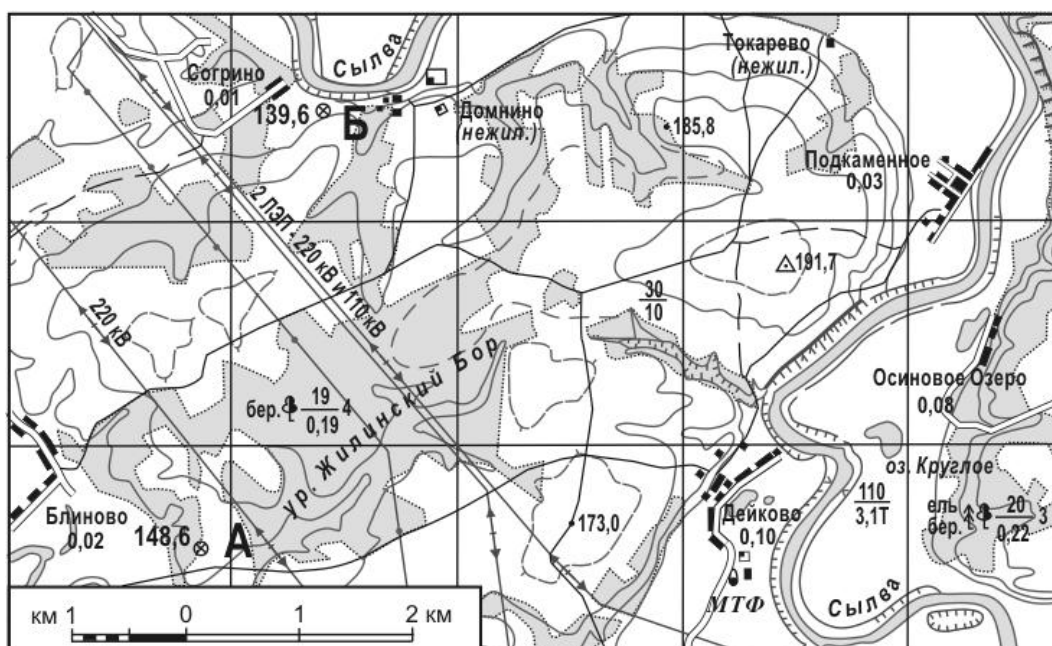 Сылва
Токарево
(нежил.)
Согрино
0,01
139,6
Б
Домнино
(нежил.)
185,8
Подкаменное
0,03
2 ЛЭП - 220 кВ и 110 кВ
191,7
220 кВ
30
10
бер. 19 4
0,19
ур. Жилинский Бор
Осиновое Озеро
0,08
оз. Круглое
Блиново
0,02
148,6
А
173,0
Дейково
0,10
110
3,1Т
ель
бер.
20 3
0,22
МТФ
Сылва
км 1 0 1 2 км